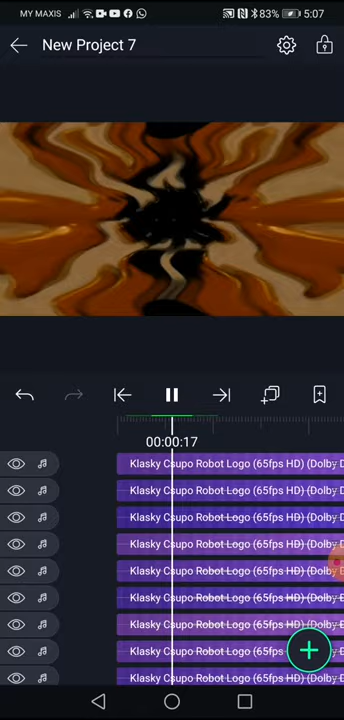 MY MAXIS 83% 5:07
New Project 7
00:00:17
Klasky Csupo Robot Logo (65fps HD) (Dolby D
Klasky Csupo Robot Logo (65fps HD) (Dolby E
Klasky Csupo Robot Logo (65fps HD) (Dolby D
Klasky Csupo Robot Logo (65fps HD) (Dolby D
Klasky Csupo Robot Logo (65fps HD) (Dolby E
Klasky Csupo Robot Logo (65fps HD) (Dolby D
Klasky Csupo Robot Logo (65fps HD) (Dolby D
Klasky Csupo Robot Logo (65fps D
Klasky Csupo Robot Logo (65fps HD) (Dolby E